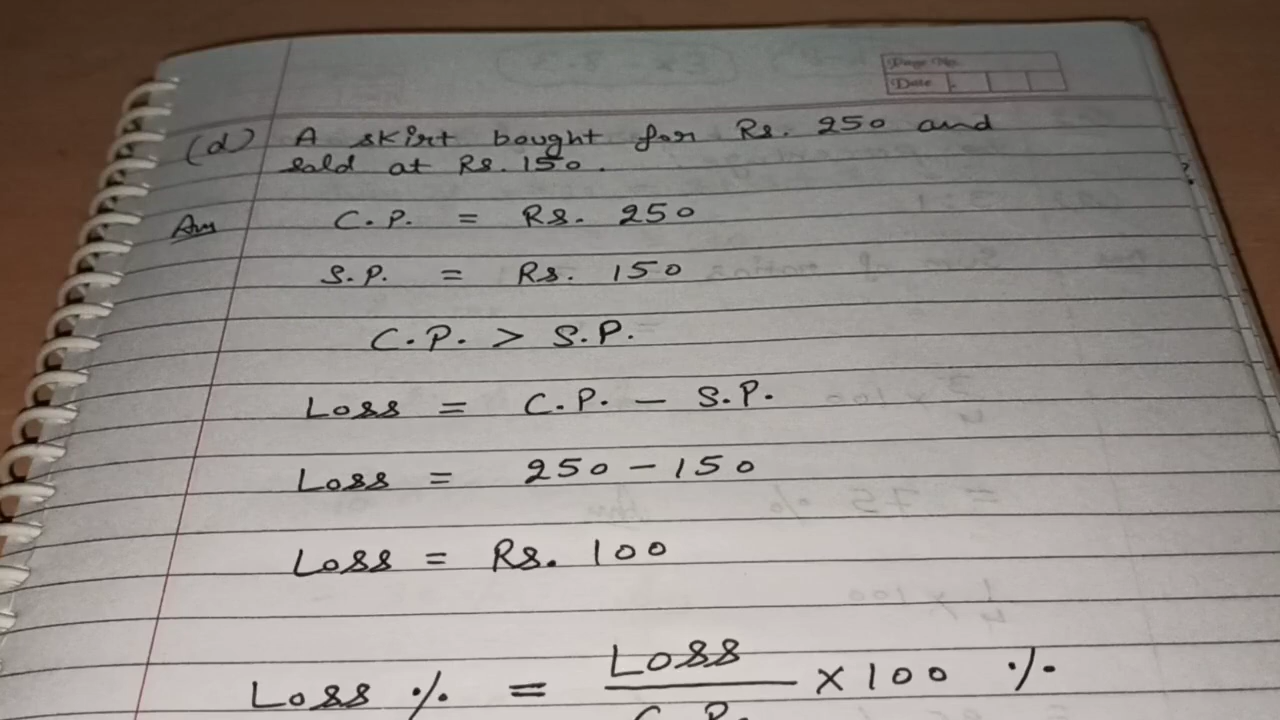 Page No.
Date
(d) A skirt bought for Rs. 250 and
sold at Rs. 150.
Ans C.P. = Rs. 250
S.P. = Rs. 150
C.P. > S.P.
Loss = C.P. - S.P.
Loss = 250 - 150
Loss = Rs. 100
Loss % = Loss/C.P. × 100 %